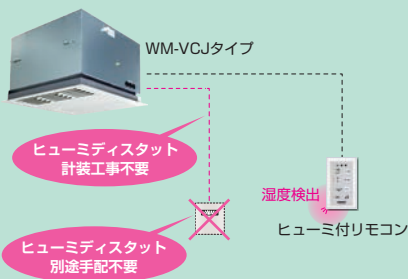 WM-VCJタイプ
ヒューミディスタット
計装工事不要
湿度検出
ヒューミ付リモコン
ヒューミディスタット
別途手配不要